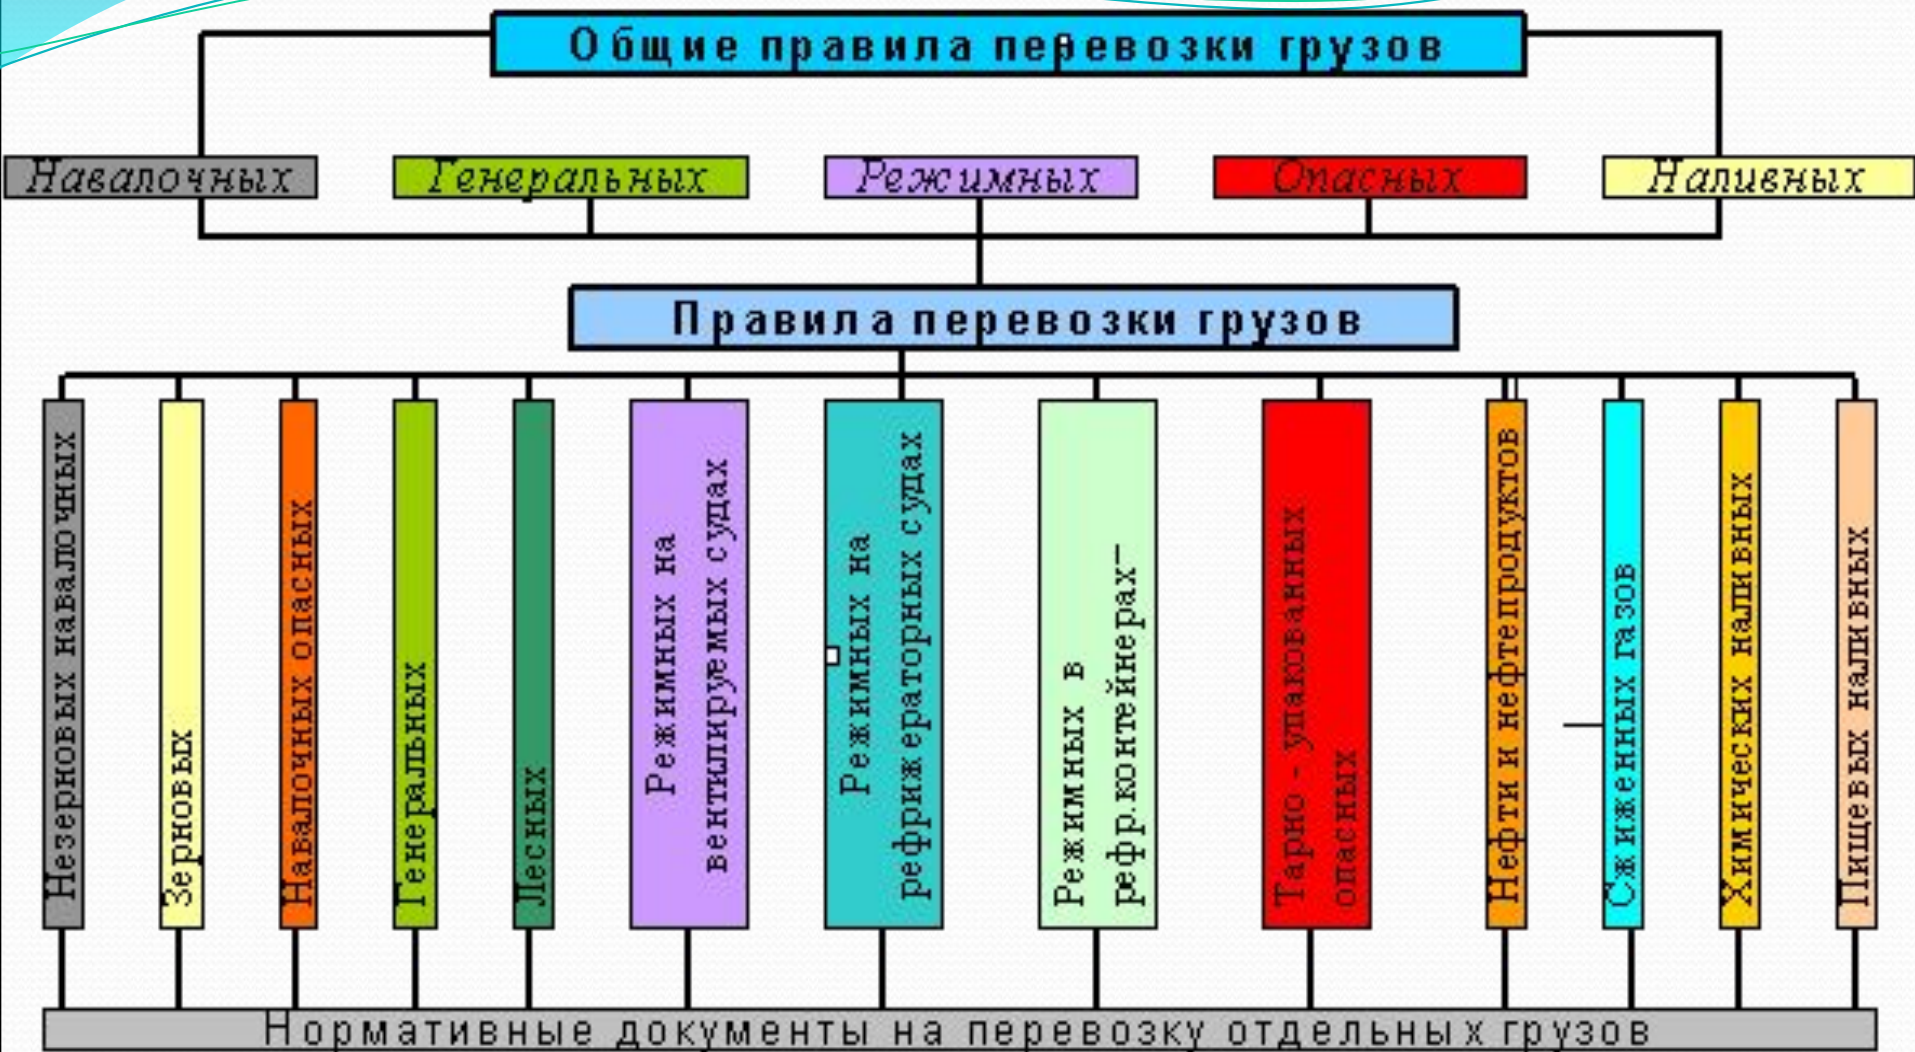 Общие правила перевозки грузов
Навалочных
Генеральных
Режимных
Опасных
Наливных
Правила перевозки грузов
Незерновых навалочных
Зерновых
Навалочных опасных
Генеральных
Лесных
Режимных на
вентилируемых судах
Режимных на
рефрижераторных судах
Режимных в
рефр.контейнерах
Тарно - упакованных
опасных
Нефти и нефтепродуктов
Сжиженных газов
Химических наливных
Пищевых наливных
Нормативные документы на перевозку отдельных грузов